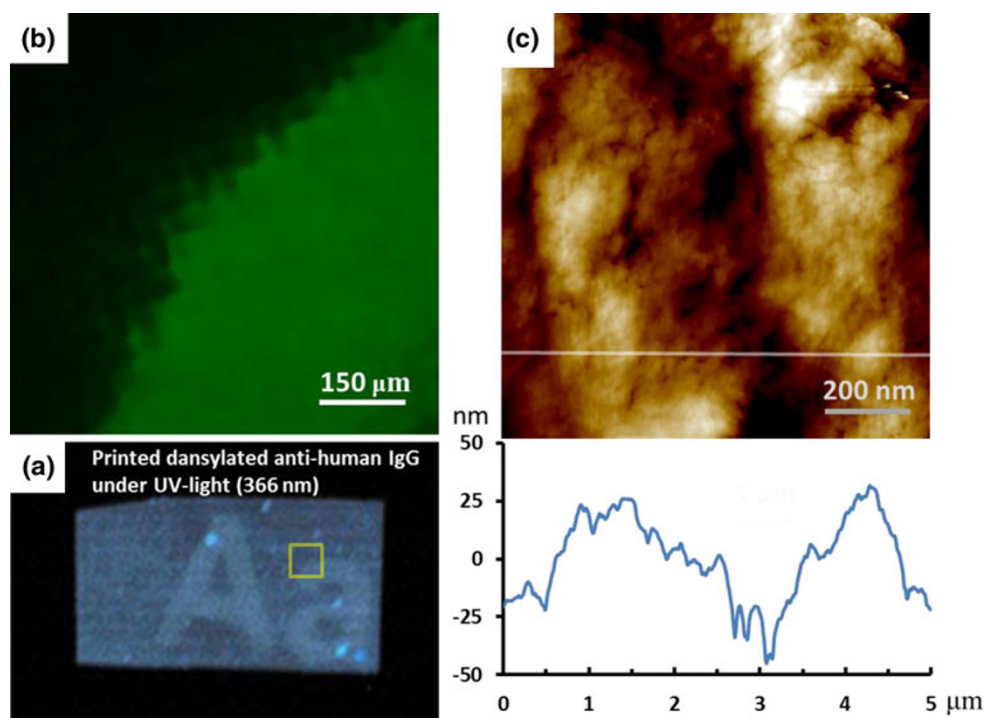 (b)
(c)
150 µm
200 nm
nm
(a)
Printed dansylated anti-human IgG
under UV-light (366 nm)
A a
50
25
0
-25
-50
0 1 2 3 4 5 µm